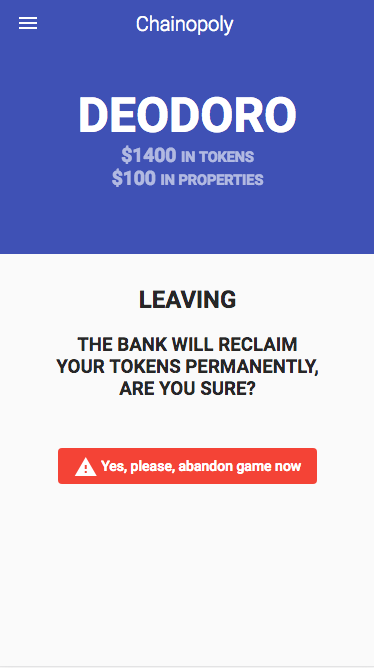 Chainopoly
DEODORO
$1400 IN TOKENS
$100 IN PROPERTIES
LEAVING
THE BANK WILL RECLAIM
YOUR TOKENS PERMANENTLY,
ARE YOU SURE?
Yes, please, abandon game now